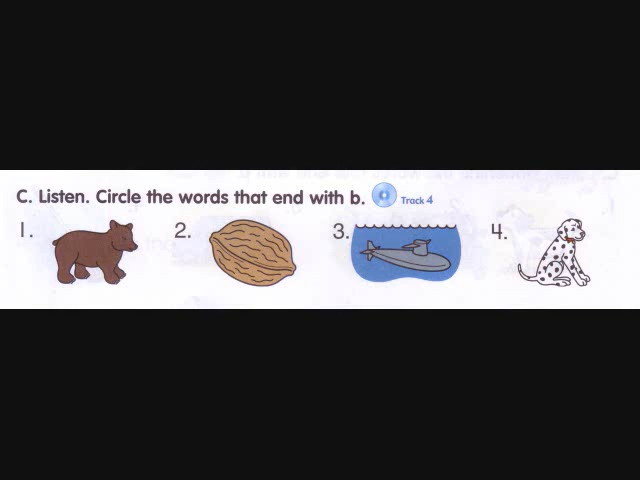 C. Listen. Circle the words that end with b. Track 4
1. 2. 3. 4.